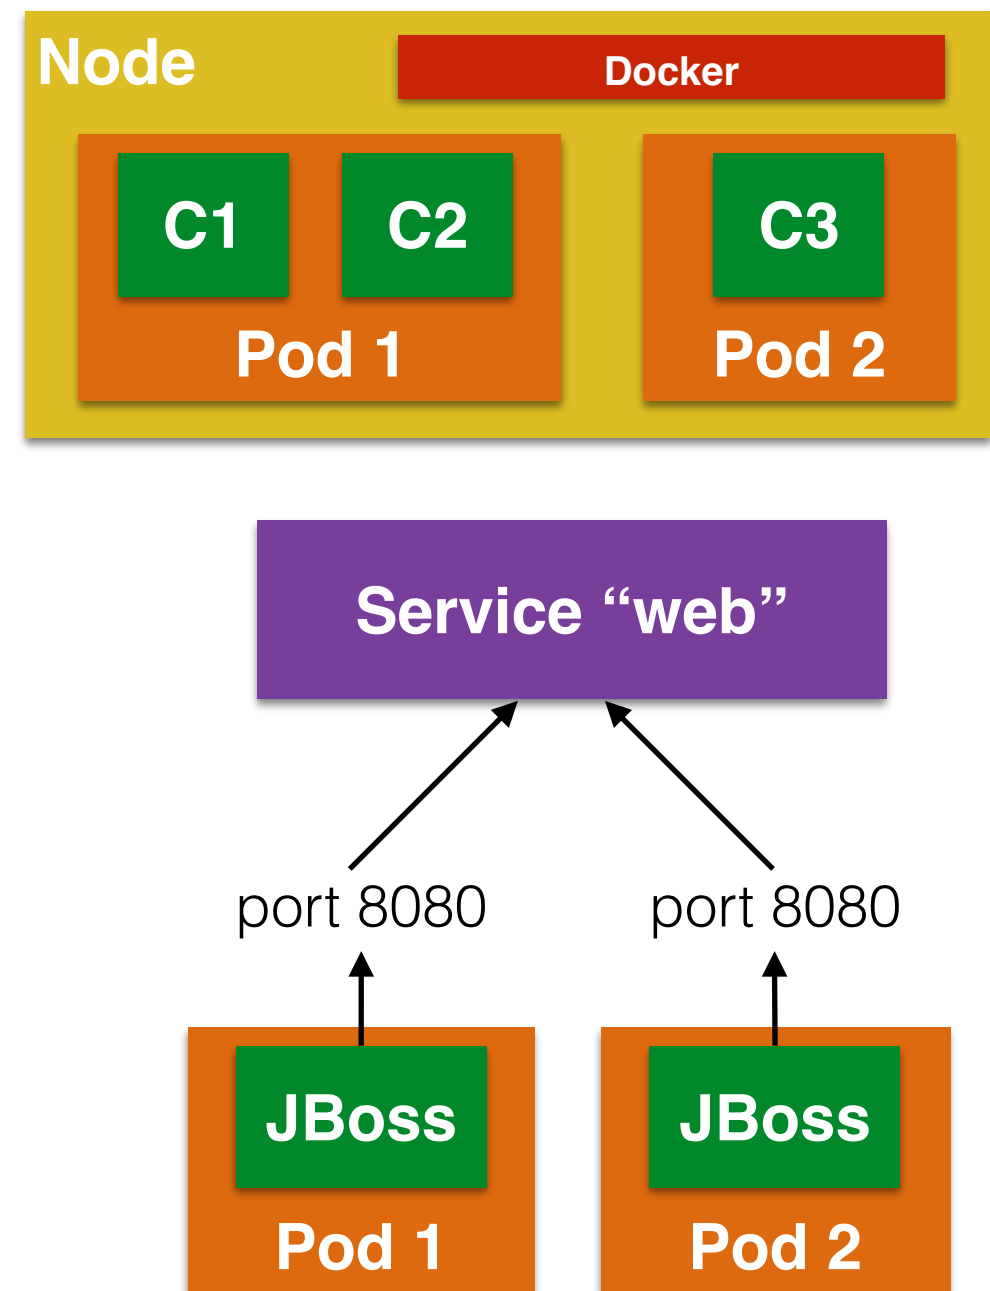 Node
Docker
C1 C2 C3
Pod 1 Pod 2
Service “web”
port 8080 port 8080
JBoss JBoss
Pod 1 Pod 2